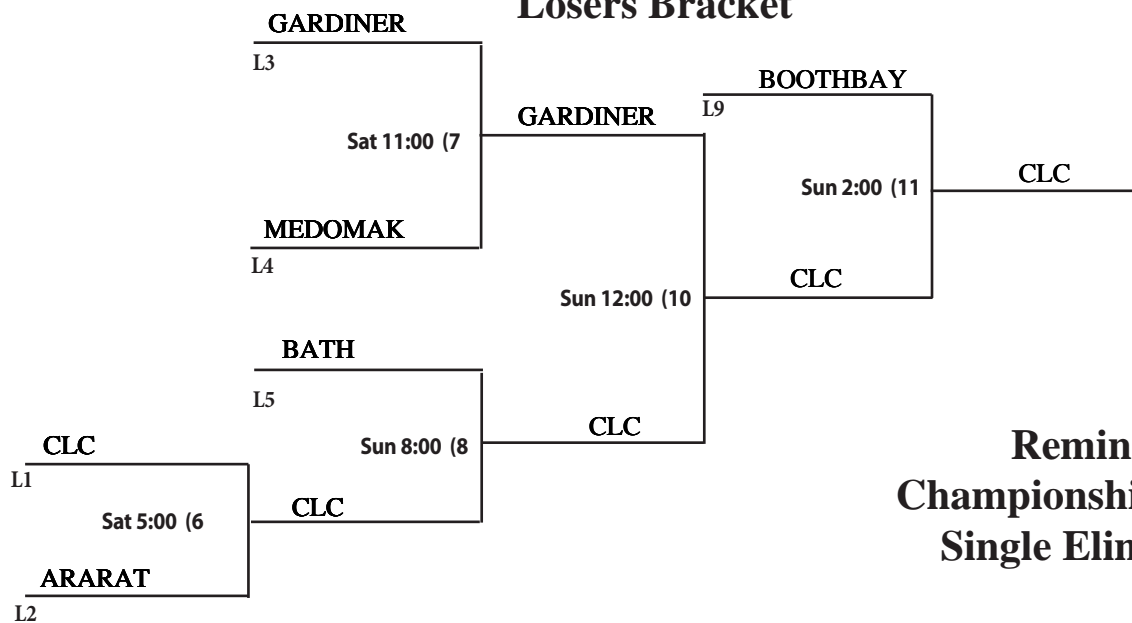 Losers Bracket
GARDINER
L3
BOOTHBAY
L9
GARDINER
Sat 11:00 (7
CLC
Sun 2:00 (11
MEDOMAK
L4
CLC
Sun 12:00 (10
BATH
L5
CLC
Sun 8:00 (8
CLC
L1
CLC
Sat 5:00 (6
ARARAT
L2
Remin
Championshi
Single Elin